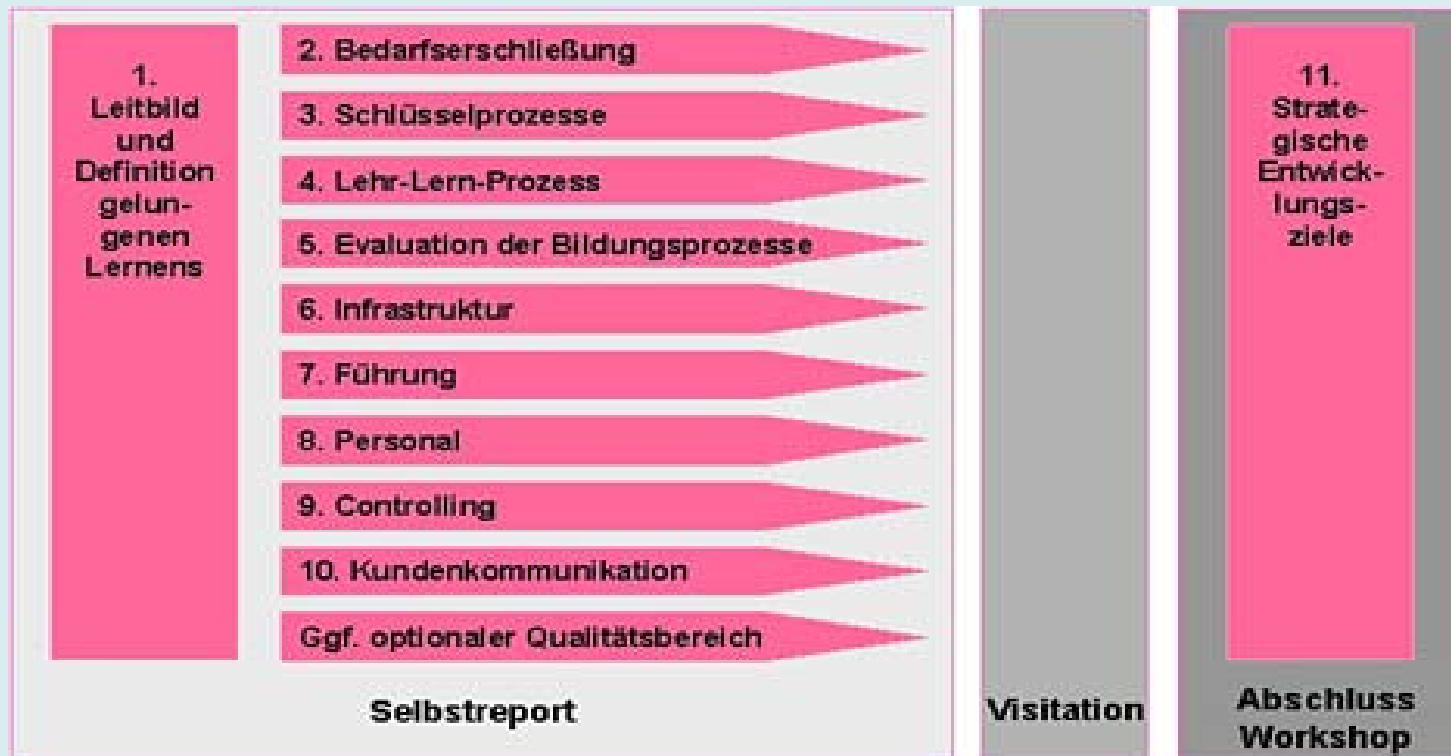 1.
Leitbild
und
Definition
gelun-
genen
Lernens
2. Bedarfserschließung
3. Schlüsselprozesse
4. Lehr-Lern-Prozess
5. Evaluation der Bildungsprozesse
6. Infrastruktur
7. Führung
8. Personal
9. Controlling
10. Kundenkommunikation
Ggf. optionaler Qualitätsbereich
Selbstreport
Visitation
11.
Strate-
gische
Entwick-
lungs-
ziele
Abschluss
Workshop